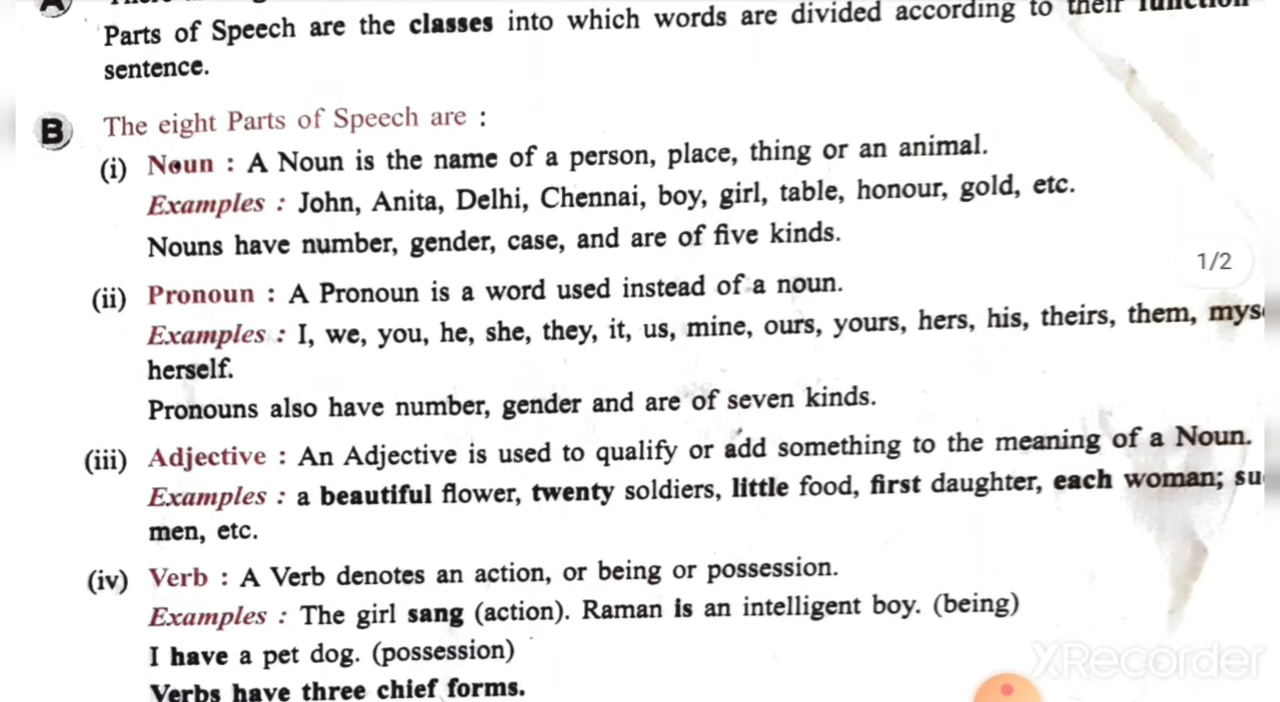 A
Parts of Speech are the classes into which words are divided according to their function
sentence.
B The eight Parts of Speech are :
(i) Noun : A Noun is the name of a person, place, thing or an animal.
Examples : John, Anita, Delhi, Chennai, boy, girl, table, honour, gold, etc.
Nouns have number, gender, case, and are of five kinds.
1/2
(ii) Pronoun : A Pronoun is a word used instead of a noun.
Examples : I, we, you, he, she, they, it, us, mine, ours, yours, hers, his, theirs, them,
herself.
Pronouns also have number, gender and are of seven kinds.
(iii) Adjective : An Adjective is used to qualify or add something to the meaning of a Noun.
Examples : a beautiful flower, twenty soldiers, little food, first daughter, each woman;
men, etc.
(iv) Verb : A Verb denotes an action, or being or possession.
Examples : The girl sang (action). Raman is an intelligent boy. (being)
I have a pet dog. (possession)
XRecorder
Verbs have three chief forms.